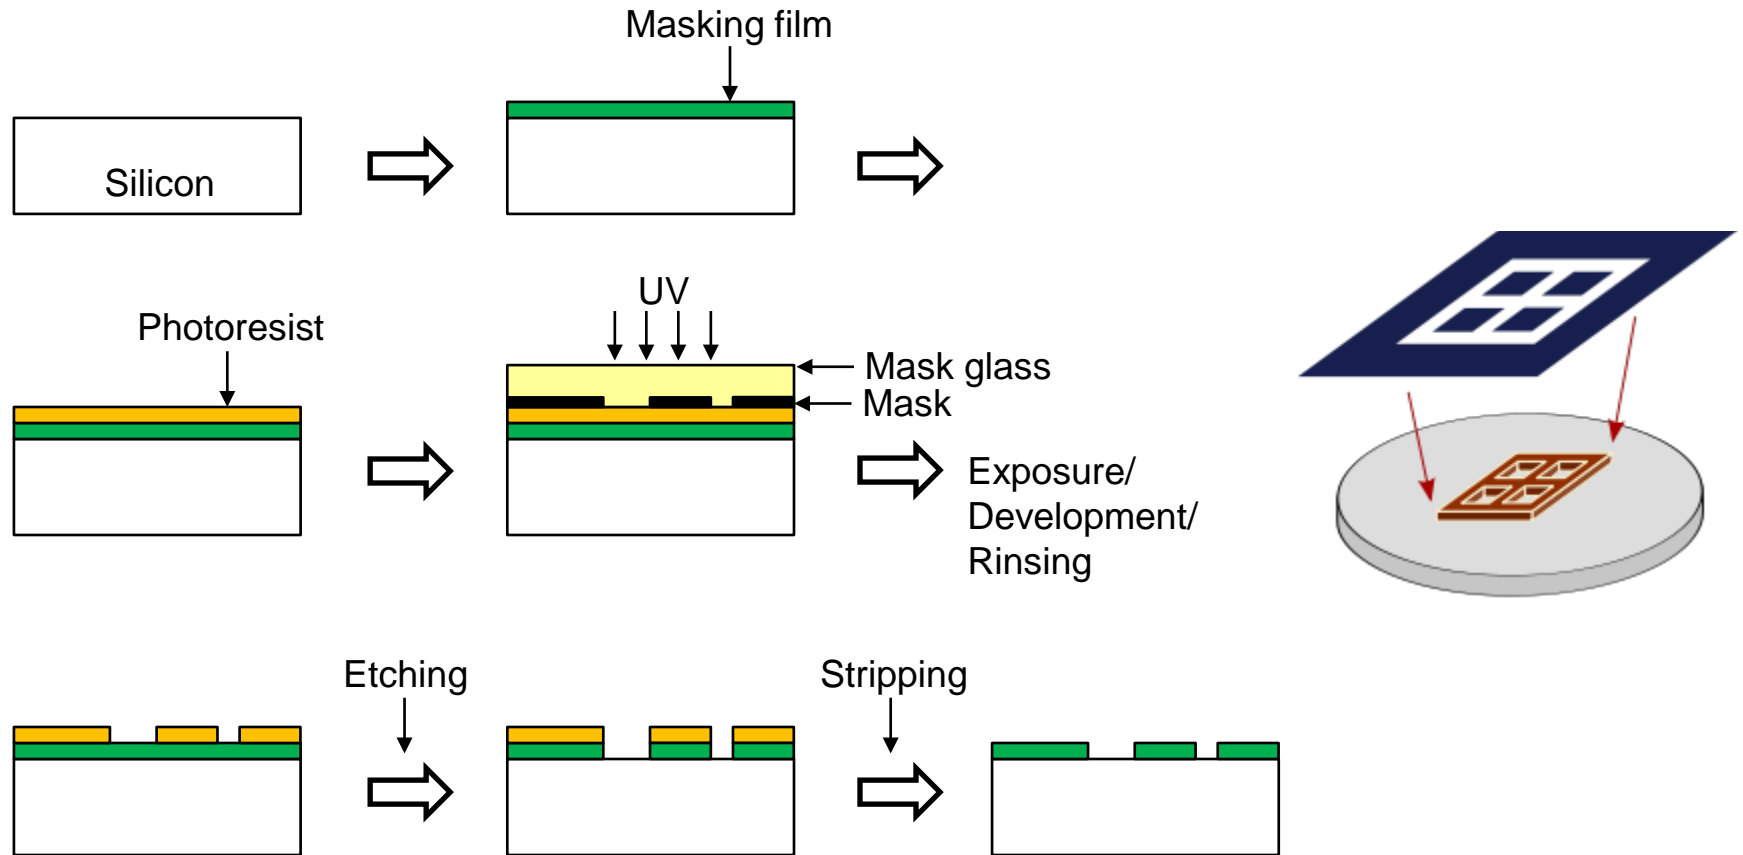 Masking film
Silicon
UV
Photoresist
Mask glass
Mask
Exposure/
Development/
Rinsing
Etching
Stripping